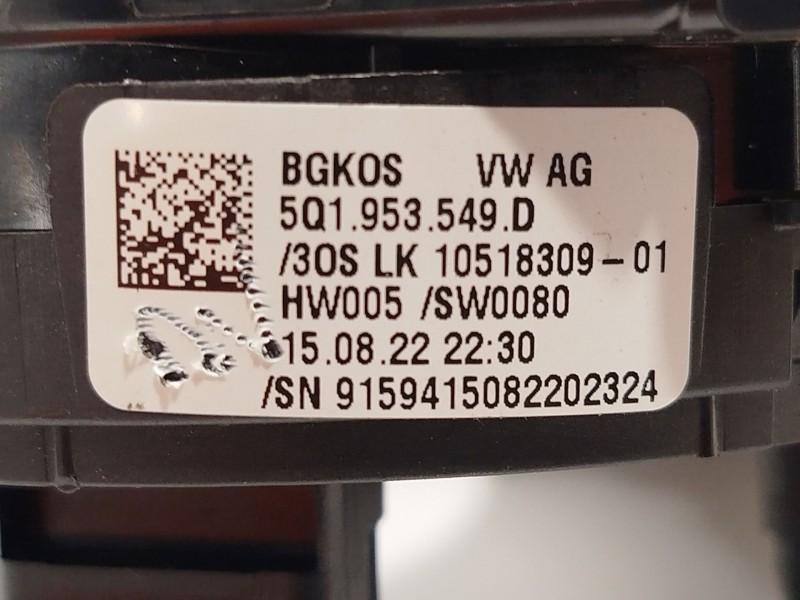 BGKOS VW AG
5Q1.953.549.D
/3OS LK 10518309-01
HW005 /SW0080
15.08.22 22:30
/SN 9159415082202324